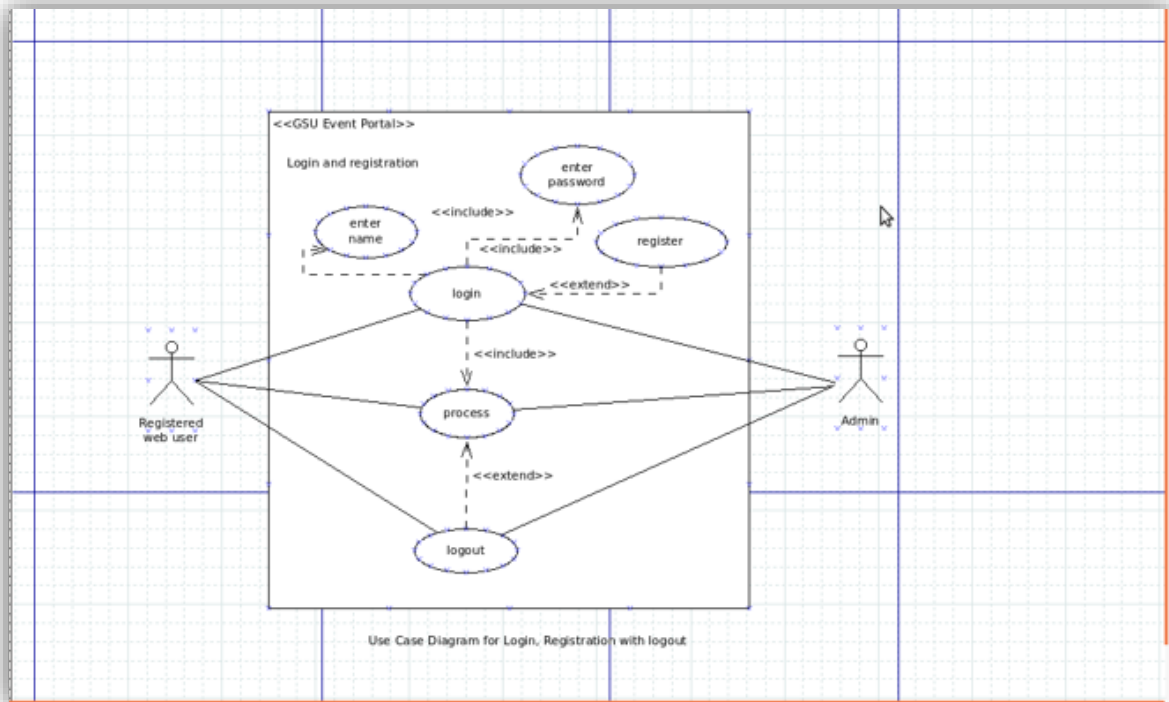 <<GSU Event Portal>>
Login and registration
enter
password
<<include>>
enter
name
register
<<include>>
<<extend>>
login
<<include>>
process
Registered
web user
Admin
<<extend>>
logout
Use Case Diagram for Login, Registration with logout